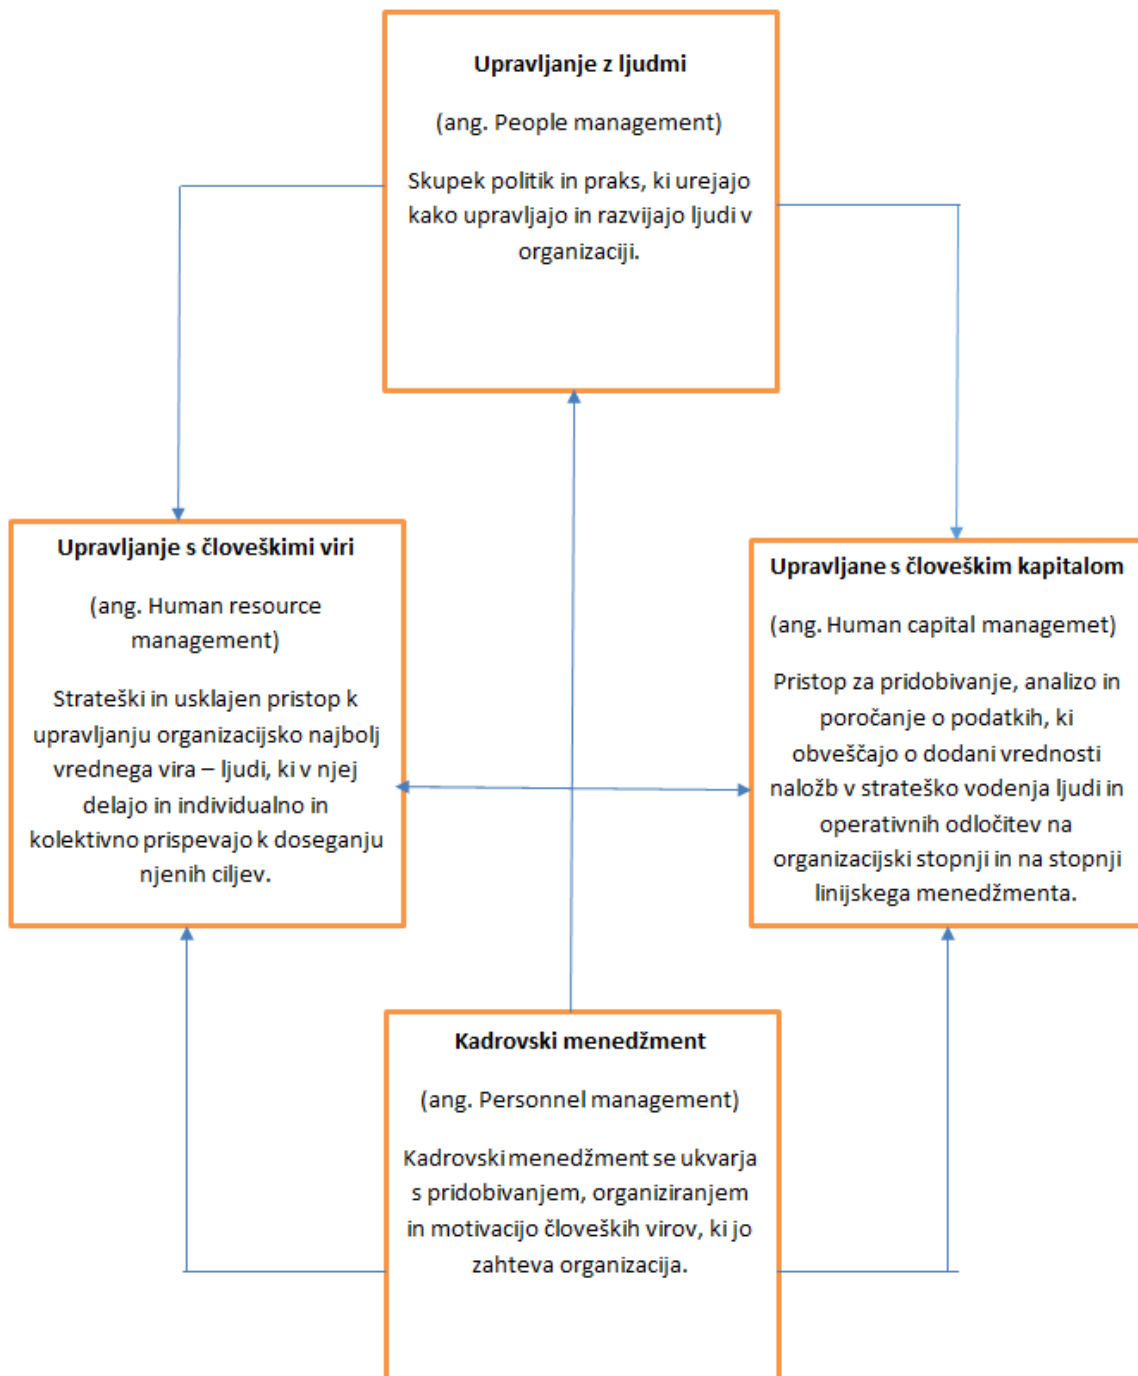 Upravljanje z ljudmi
(ang. People management)
Skupek politik in praks, ki urejajo
kako upravljajo in razvijajo ljudi v
organizaciji.
Upravljanje s človeškimi viri
(ang. Human resource
management)
Strateški in usklajen pristop k
upravljanju organizacijsko najbolj
vrednega vira – ljudi, ki v njej
delajo in individualno in
kolektivno prispevajo k doseganju
njenih ciljev.
Upravljane s človeškim kapitalom
(ang. Human capital managemet)
Pristop za pridobivanje, analizo in
poročanje o podatkih, ki
obveščajo o dodani vrednosti
naložb v strateško vodenja ljudi in
operativnih odločitev na
organizacijski stopnji in na stopnji
linijskega menedžmenta.
Kadrovski menedžment
(ang. Personnel management)
Kadrovski menedžment se ukvarja
s pridobivanjem, organiziranjem
in motivacijo človeških virov, ki jo
zahteva organizacija.